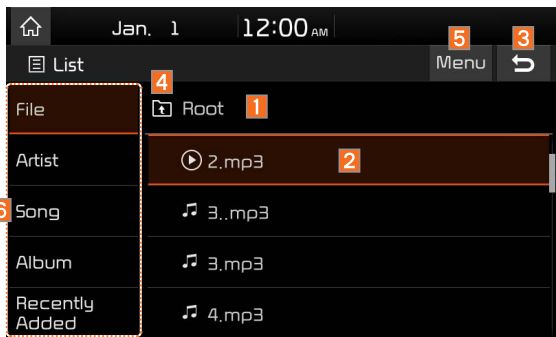 Jan. 1 12:00 AM
5 3
List Menu
4
File Root 1
Artist 2.mp3 2
6 Song 3..mp3
Album 3.mp3
Recently
Added 4.mp3